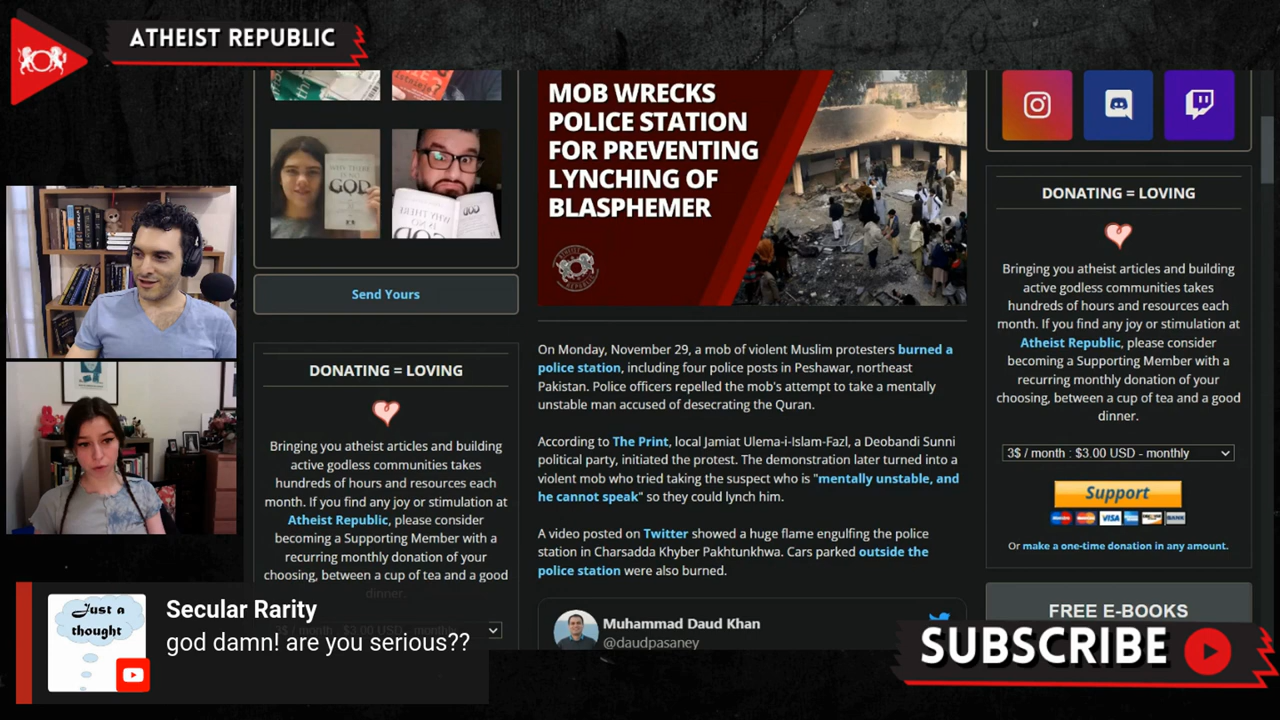 ATHEIST REPUBLIC
Send Yours
DONATING = LOVING
Bringing you atheist articles and building
active godless communities takes
hundreds of hours and resources each
month. If you find any joy or stimulation at
Atheist Republic, please consider
becoming a Supporting Member with a
recurring monthly donation of your
choosing, between a cup of tea and a good
dinner.
3$ / month : $3.00 USD - monthly
MOB WRECKS
POLICE STATION
FOR PREVENTING
LYNCHING OF
BLASPHEMER
On Monday, November 29, a mob of violent Muslim protesters burned a
police station, including four police posts in Peshawar, northeast
Pakistan. Police officers repelled the mob's attempt to take a mentally
unstable man accused of desecrating the Quran.
According to The Print, local Jamiat Ulema-i-Islam-Fazl, a Deobandi Sunni
political party, initiated the protest. The demonstration later turned into a
violent mob who tried taking the suspect who is "mentally unstable, and
he cannot speak" so they could lynch him.
A video posted on Twitter showed a huge flame engulfing the police
station in Charsadda Khyber Pakhtunkhwa. Cars parked outside the
police station were also burned.
Muhammad Daud Khan
@daudpasaney
DONATING = LOVING
Bringing you atheist articles and building
active godless communities takes
hundreds of hours and resources each
month. If you find any joy or stimulation at
Atheist Republic, please consider
becoming a Supporting Member with a
recurring monthly donation of your
choosing, between a cup of tea and a good
dinner.
3$ / month : $3.00 USD - monthly
Support
VISA
BANK
Or make a one-time donation in any amount.
FREE E-BOOKS
Just a
thought
Secular Rarity
god damn! are you serious??
SUBSCRIBE